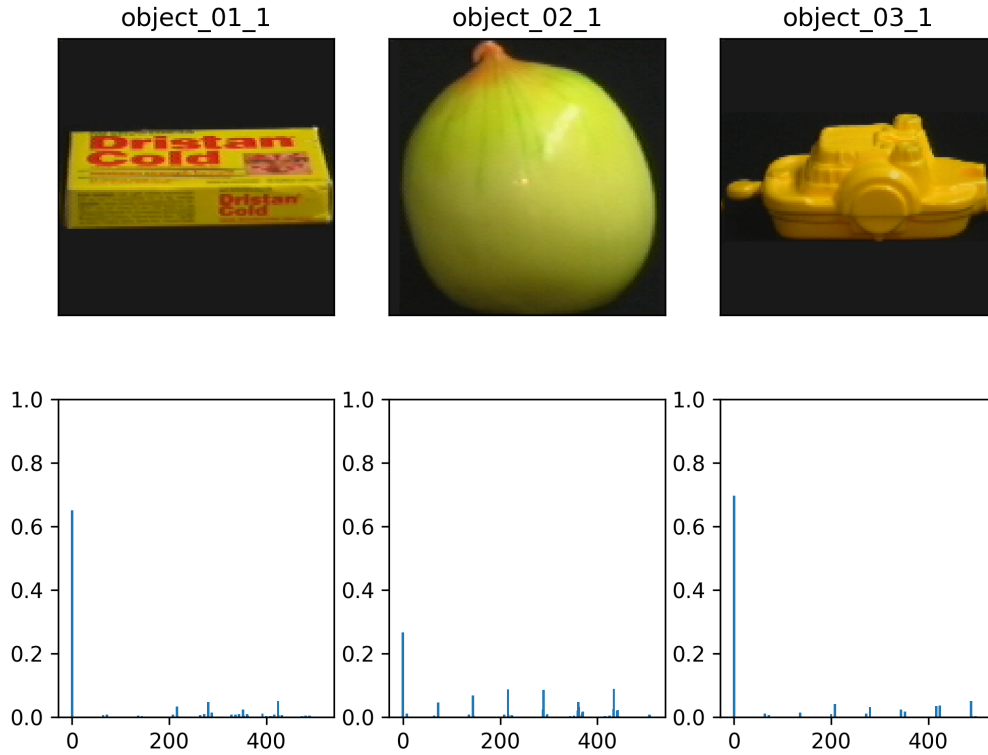 object_01_1 object_02_1 object_03_1
Dristan
Cold
Dristan
Cold
1.0 1.0 1.0
0.8 0.8 0.8
0.6 0.6 0.6
0.4 0.4 0.4
0.2 0.2 0.2
0.0 0.0 0.0
0 200 400 0 200 400 0 200 400